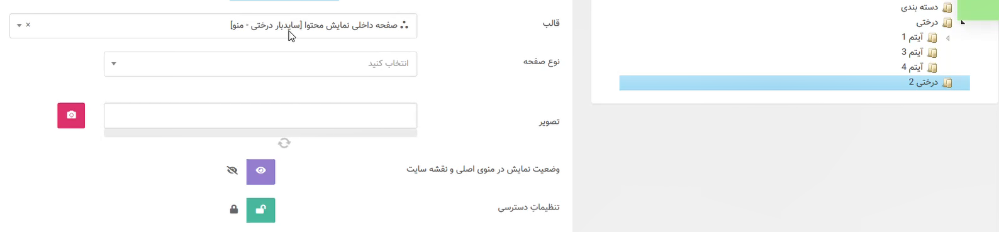 دسته بندی
درختی
آیتم 1
آیتم 3
آیتم 4
درختی 2
قالب
صفحه داخلی نمایش محتوا [سایدبار درختی - منو]
×
نوع صفحه
انتخاب کنید
تصویر
وضعیت نمایش در منوی اصلی و نقشه سایت
تنظیماتِ دسترسی